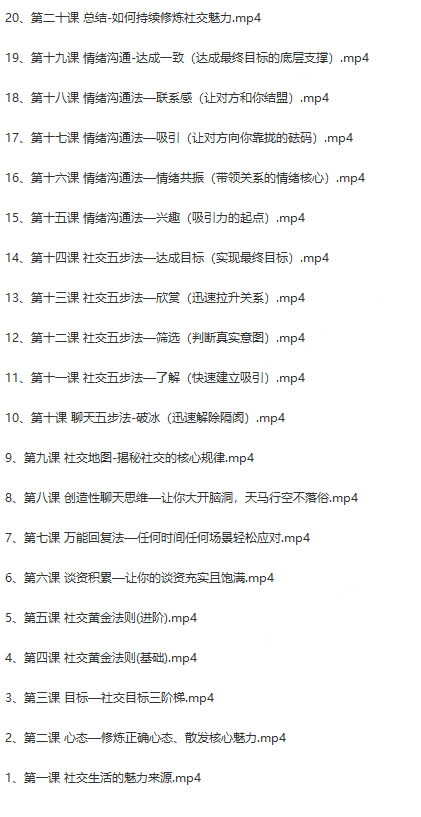 20、第二十课 总结-如何持续修炼社交魅力.mp4
19、第十九课 情绪沟通-达成一致（达成最终目标的底层支撑）.mp4
18、第十八课 情绪沟通法—联系感（让对方和你结盟）.mp4
17、第十七课 情绪沟通法—吸引（让对方向你靠拢的砝码）.mp4
16、第十六课 情绪沟通法—情绪共振（带领关系的情绪核心）.mp4
15、第十五课 情绪沟通法—兴趣（吸引力的起点）.mp4
14、第十四课 社交五步法—达成目标（实现最终目标）.mp4
13、第十三课 社交五步法—欣赏（迅速拉升关系）.mp4
12、第十二课 社交五步法—筛选（判断真实意图）.mp4
11、第十一课 社交五步法—了解（快速建立吸引）.mp4
10、第十课 聊天五步法-破冰（迅速解除隔阂）.mp4
9、第九课 社交地图-揭秘社交的核心规律.mp4
8、第八课 创造性聊天思维—让你大开脑洞，天马行空不落俗.mp4
7、第七课 万能回复法—任何时间任何场景轻松应对.mp4
6、第六课 谈资积累—让你的谈资充实且饱满.mp4
5、第五课 社交黄金法则(进阶).mp4
4、第四课 社交黄金法则(基础).mp4
3、第三课 目标—社交目标三阶梯.mp4
2、第二课 心态—修炼正确心态、散发核心魅力.mp4
1、第一课 社交生活的魅力来源.mp4